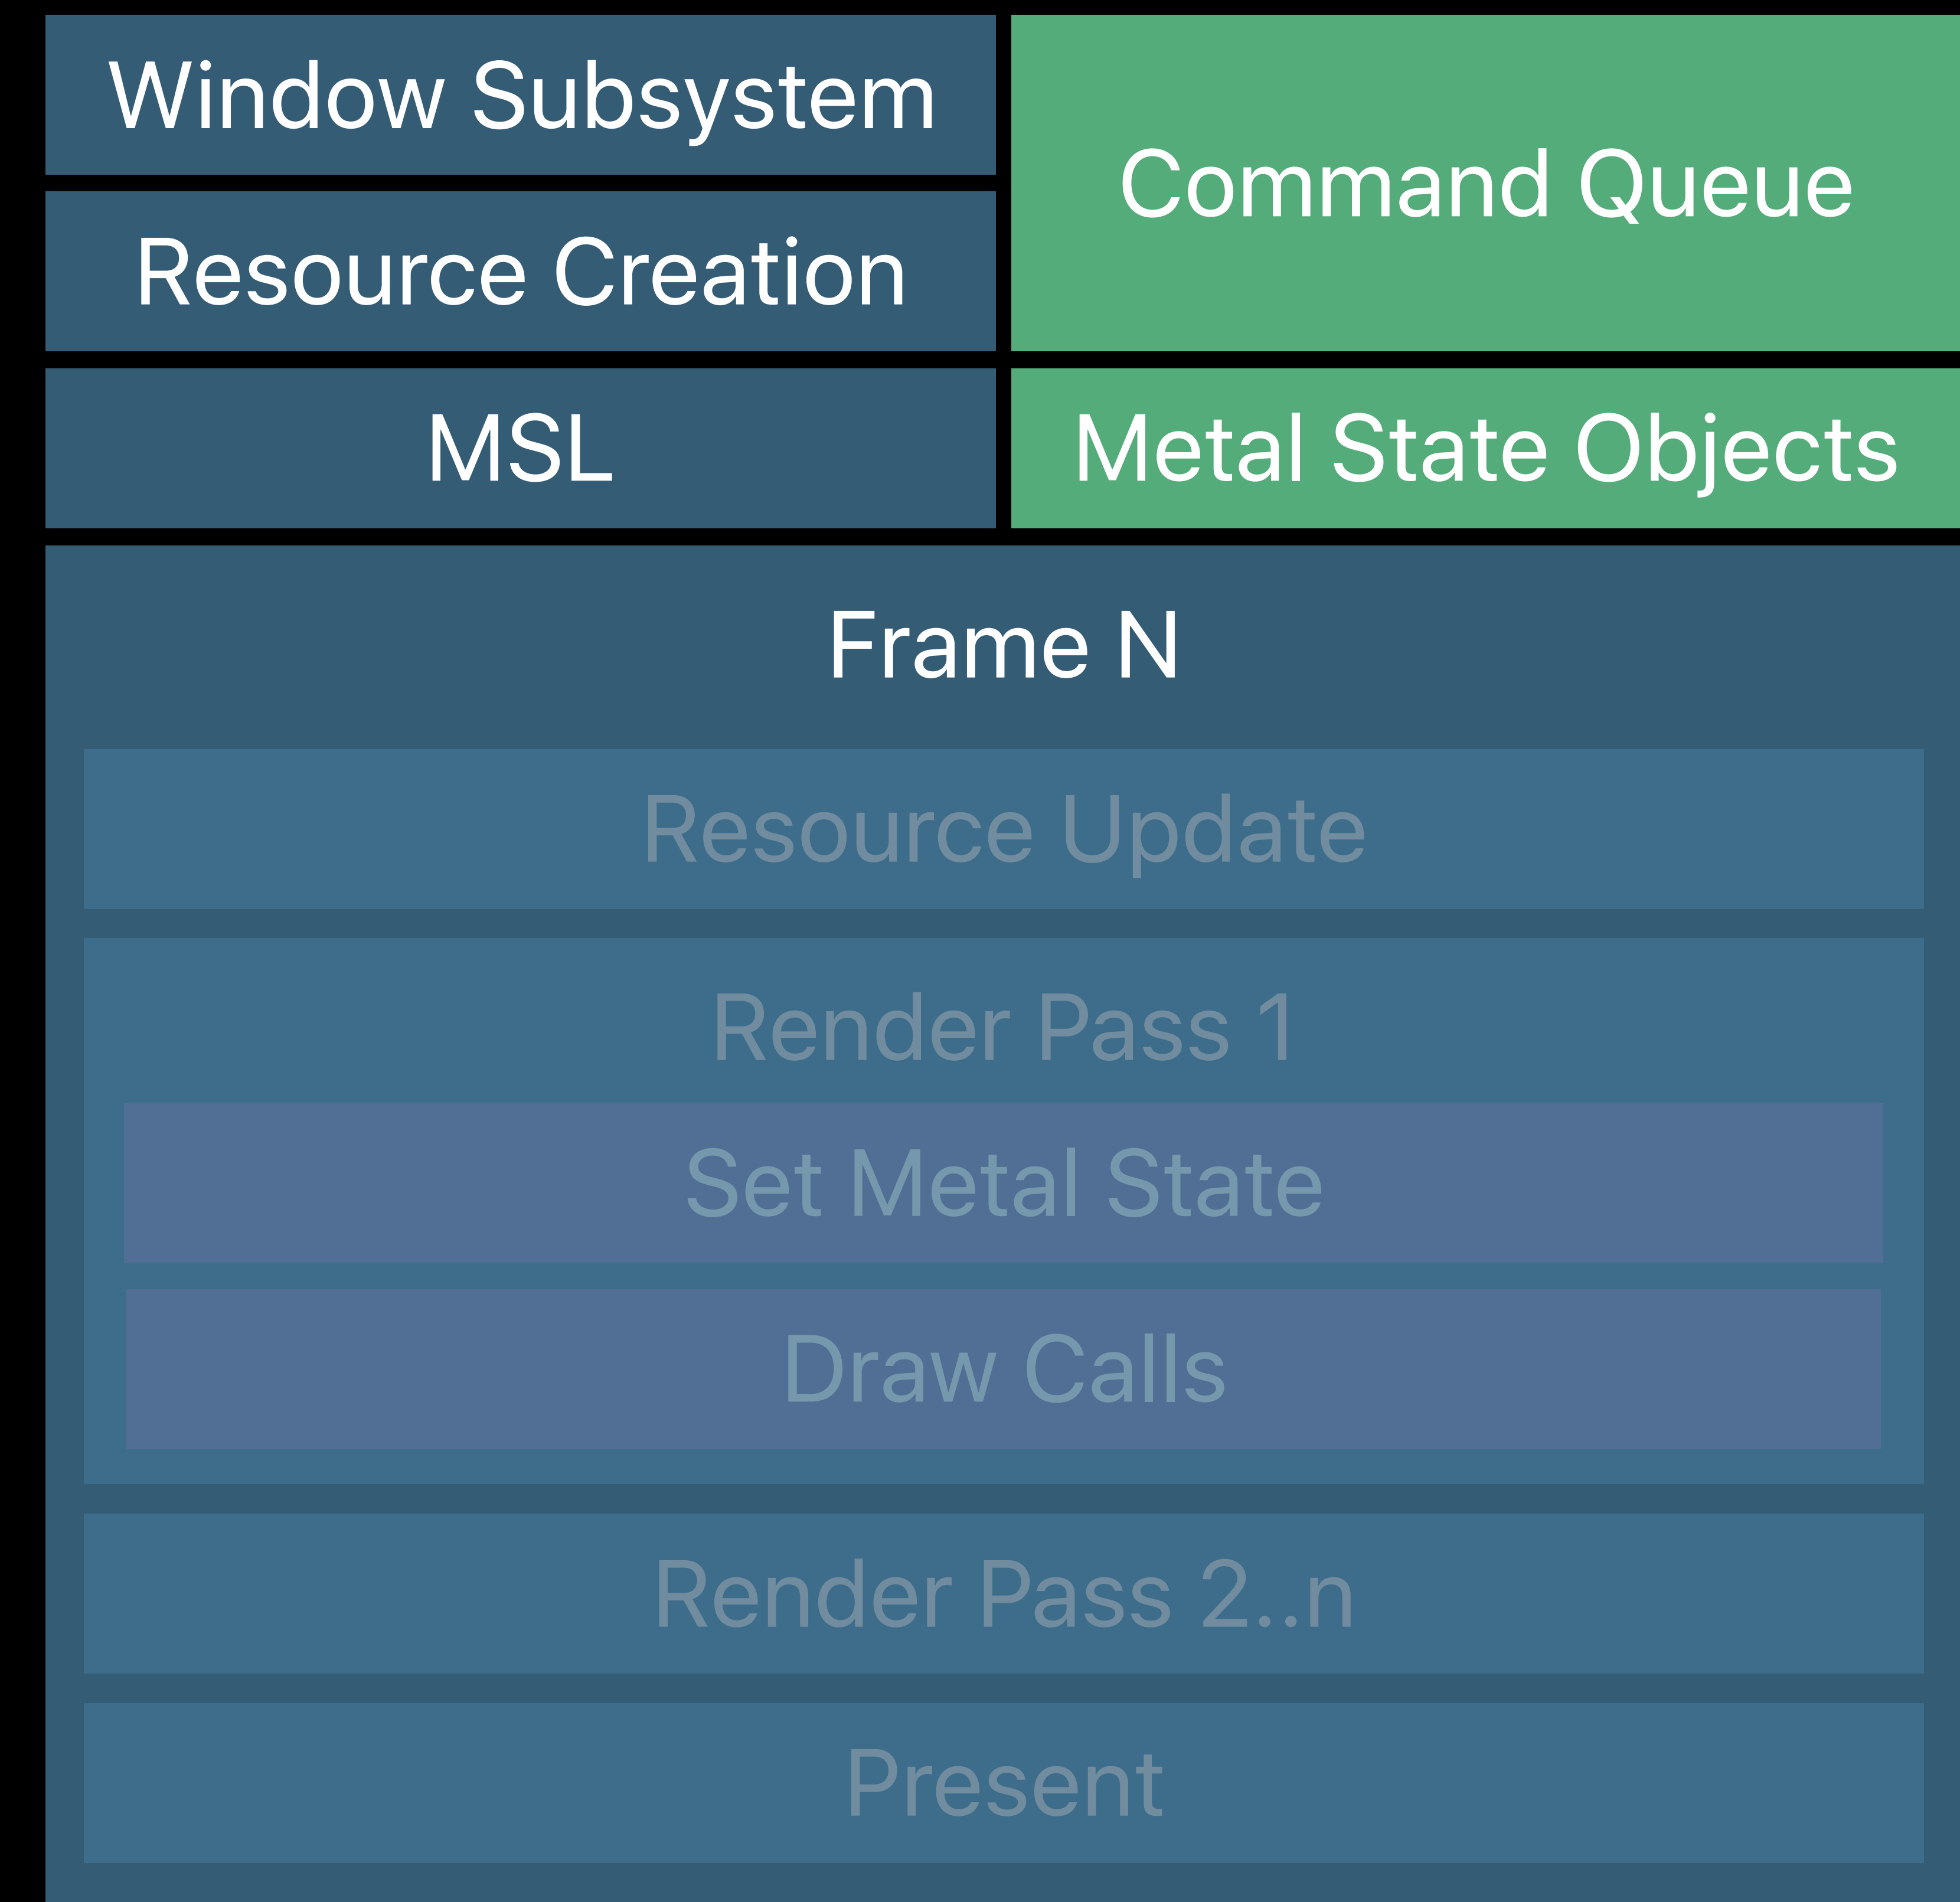 Window Subsystem
Command Queue
Resource Creation
MSL
Metal State Objects
Frame N
Resource Update
Render Pass 1
Set Metal State
Draw Calls
Render Pass 2..n
Present